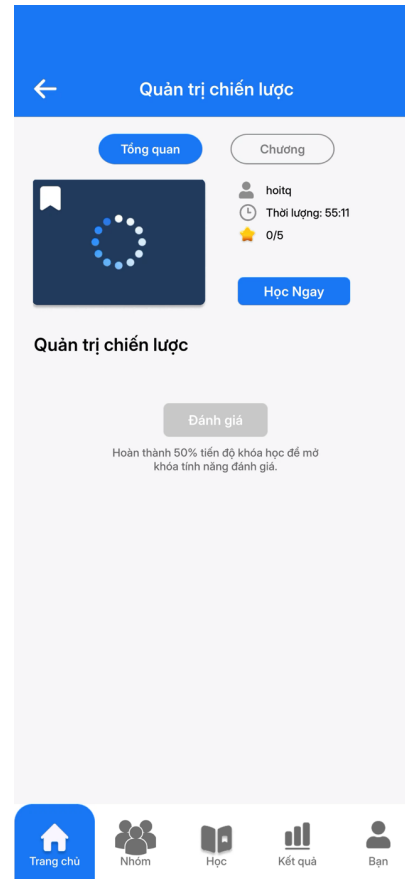 Quản trị chiến lược
Tổng quan
Chương
hoitq
Thời lượng: 55:11
0/5
Học Ngay
Quản trị chiến lược
Đánh giá
Hoàn thành 50% tiến độ khóa học để mở
khóa tính năng đánh giá.
Trang chủ
Nhóm
Học
Kết quả
Bạn